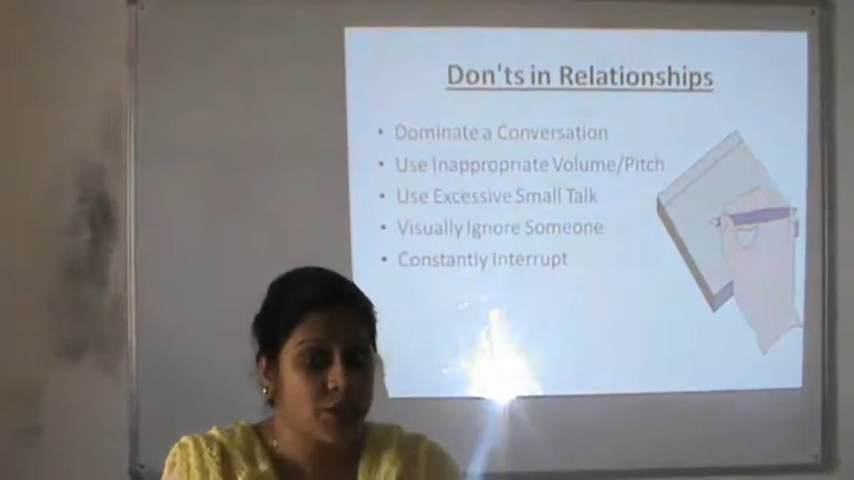 Don'ts in Relationships
• Dominate a Conversation
• Use Inappropriate Volume/Pitch
• Use Excessive Small Talk
• Visually Ignore Someone
• Constantly Interrupt